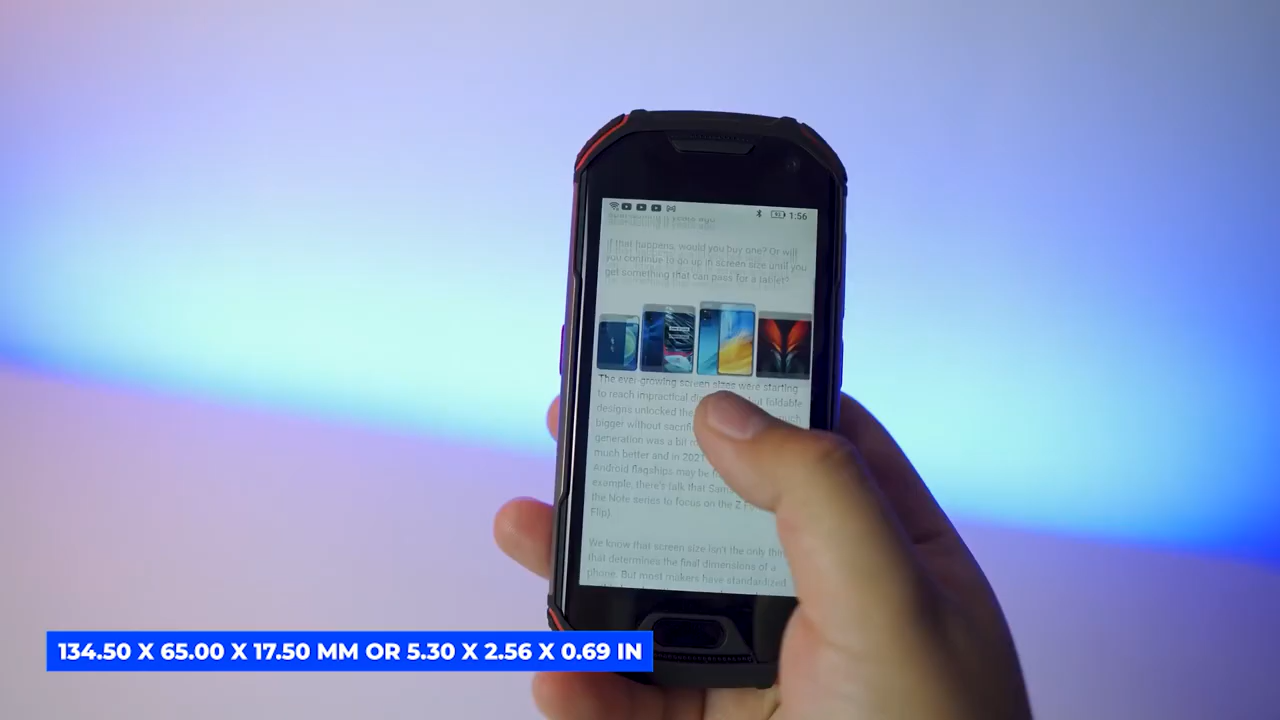 1:56
If that happens, would you buy one? Or will
you continue to go up in screen size until you
get something that can pass for a tablet?
The ever-growing screen sizes were starting
to reach impractical but foldable
designs unlocked the much
bigger without
generation was a bit
much better and in 2021
Android flagships may be
example, there's talk that
the Note series to focus on the Z
Flip).
We know that screen size isn't the only
that determines the final dimensions of a
phone. But most makers have standardized
134.50 X 65.00 X 17.50 MM OR 5.30 X 2.56 X 0.69 IN